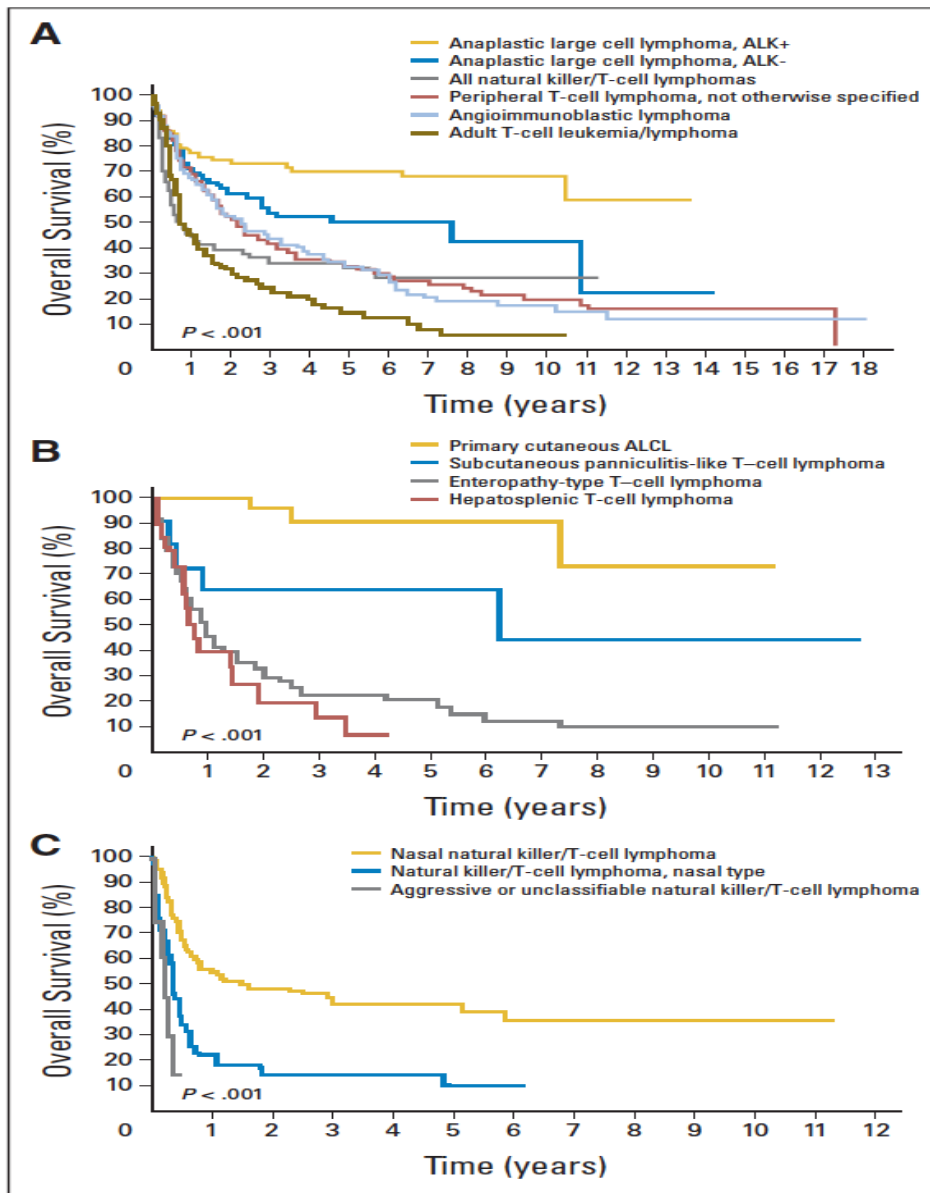 A
Anaplastic large cell lymphoma, ALK+
Anaplastic large cell lymphoma, ALK-
All natural killer/T-cell lymphomas
Peripheral T-cell lymphoma, not otherwise specified
Angioimmunoblastic lymphoma
Adult T-cell leukemia/lymphoma
Overall Survival (%)
100
90
80
70
60
50
40
30
20
10
P < .001
0 1 2 3 4 5 6 7 8 9 10 11 12 13 14 15 16 17 18
Time (years)
B
Primary cutaneous ALCL
Subcutaneous panniculitis-like T–cell lymphoma
Enteropathy-type T–cell lymphoma
Hepatosplenic T-cell lymphoma
Overall Survival (%)
100
90
80
70
60
50
40
30
20
10
P < .001
0 1 2 3 4 5 6 7 8 9 10 11 12 13
Time (years)
C
Nasal natural killer/T-cell lymphoma
Natural killer/T-cell lymphoma, nasal type
Aggressive or unclassifiable natural killer/T-cell lymphoma
Overall Survival (%)
100
90
80
70
60
50
40
30
20
10
P < .001
0 1 2 3 4 5 6 7 8 9 10 11 12
Time (years)